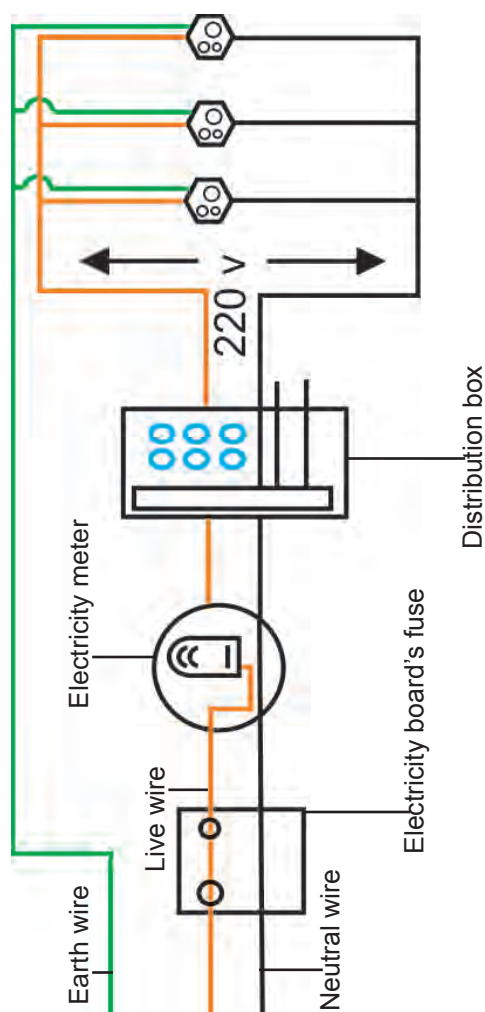 Earth wire
Live wire
Neutral wire
Electricity board's fuse
Electricity meter
Distribution box
220 v